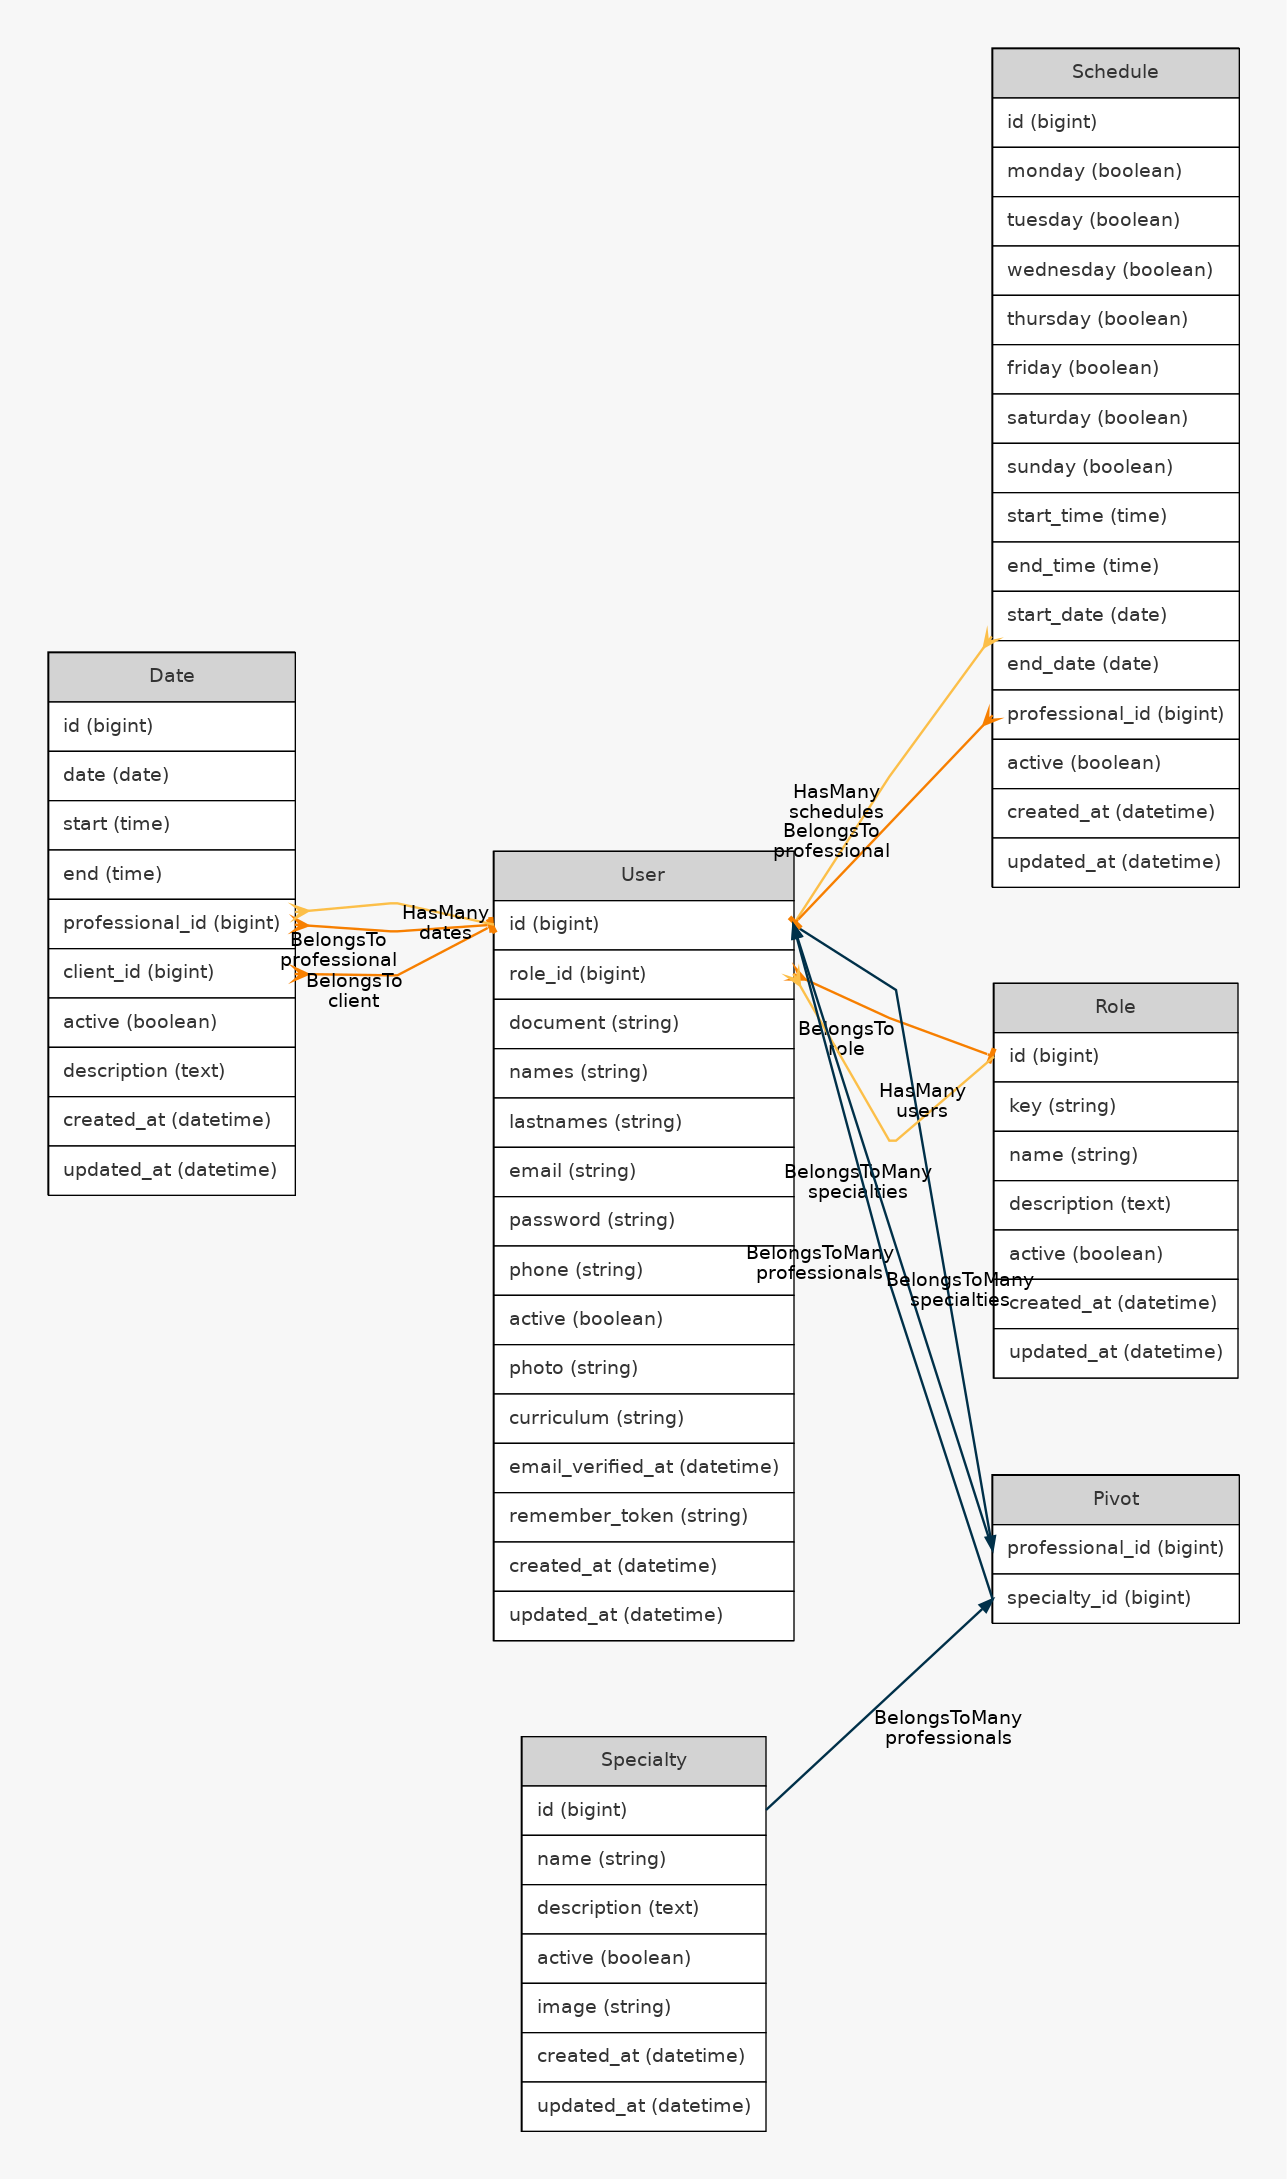 Schedule
id (bigint)
monday (boolean)
tuesday (boolean)
wednesday (boolean)
thursday (boolean)
friday (boolean)
saturday (boolean)
sunday (boolean)
start_time (time)
end_time (time)
start_date (date)
end_date (date)
professional_id (bigint)
active (boolean)
created_at (datetime)
updated_at (datetime)
Date
id (bigint)
date (date)
start (time)
end (time)
professional_id (bigint)
client_id (bigint)
active (boolean)
description (text)
created_at (datetime)
updated_at (datetime)
HasMany
dates
BelongsTo
professional
BelongsTo
client
HasMany
schedules
BelongsTo
professional
User
id (bigint)
role_id (bigint)
document (string)
names (string)
lastnames (string)
email (string)
password (string)
phone (string)
active (boolean)
photo (string)
curriculum (string)
email_verified_at (datetime)
remember_token (string)
created_at (datetime)
updated_at (datetime)
BelongsTo
role
HasMany
users
BelongsToMany
specialties
BelongsToMany
professionals
BelongsToMany
specialties
Role
id (bigint)
key (string)
name (string)
description (text)
active (boolean)
created_at (datetime)
updated_at (datetime)
Pivot
professional_id (bigint)
specialty_id (bigint)
BelongsToMany
professionals
Specialty
id (bigint)
name (string)
description (text)
active (boolean)
image (string)
created_at (datetime)
updated_at (datetime)